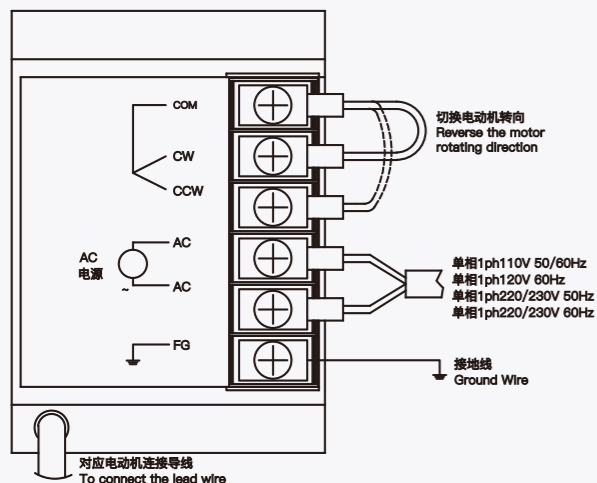 COM
CW
CCW
AC
AC
电源
~
AC
FG
切换电动机转向
Reverse the motor
rotating direction
单相1ph110V 50/60Hz
单相1ph120V 60Hz
单相1ph220/230V 50Hz
单相1ph220/230V 60Hz
接地线
Ground Wire
对应电动机连接导线
To connect the lead wire